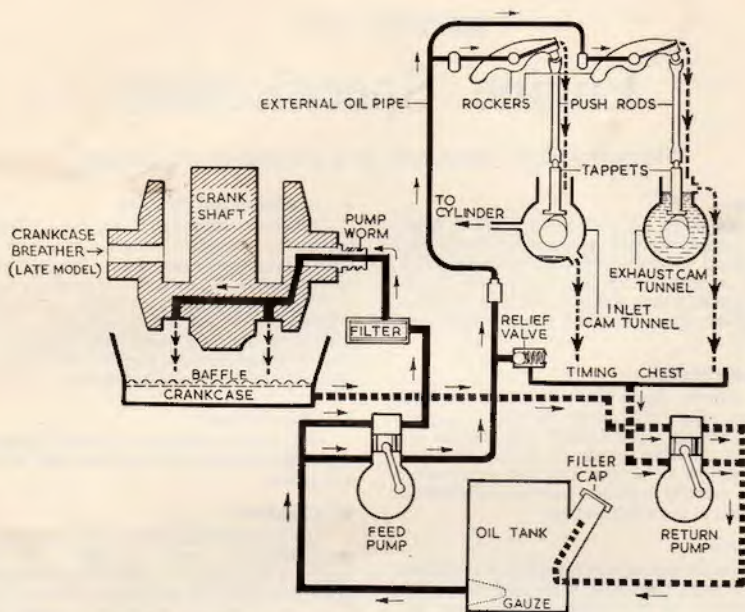 EXTERNAL OIL PIPE
ROCKERS
PUSH RODS
TAPPETS
CRANK
SHAFT
PUMP
WORM
TO
CYLINDER
CRANKCASE
BREATHER→
(LATE MODEL)
EXHAUST CAM
TUNNEL
INLET
CAM TUNNEL
FILTER
RELIEF
VALVE
TIMING CHEST
BAFFLE
CRANKCASE
FILLER
CAP
FEED
PUMP
OIL TANK
RETURN
PUMP
GAUZE